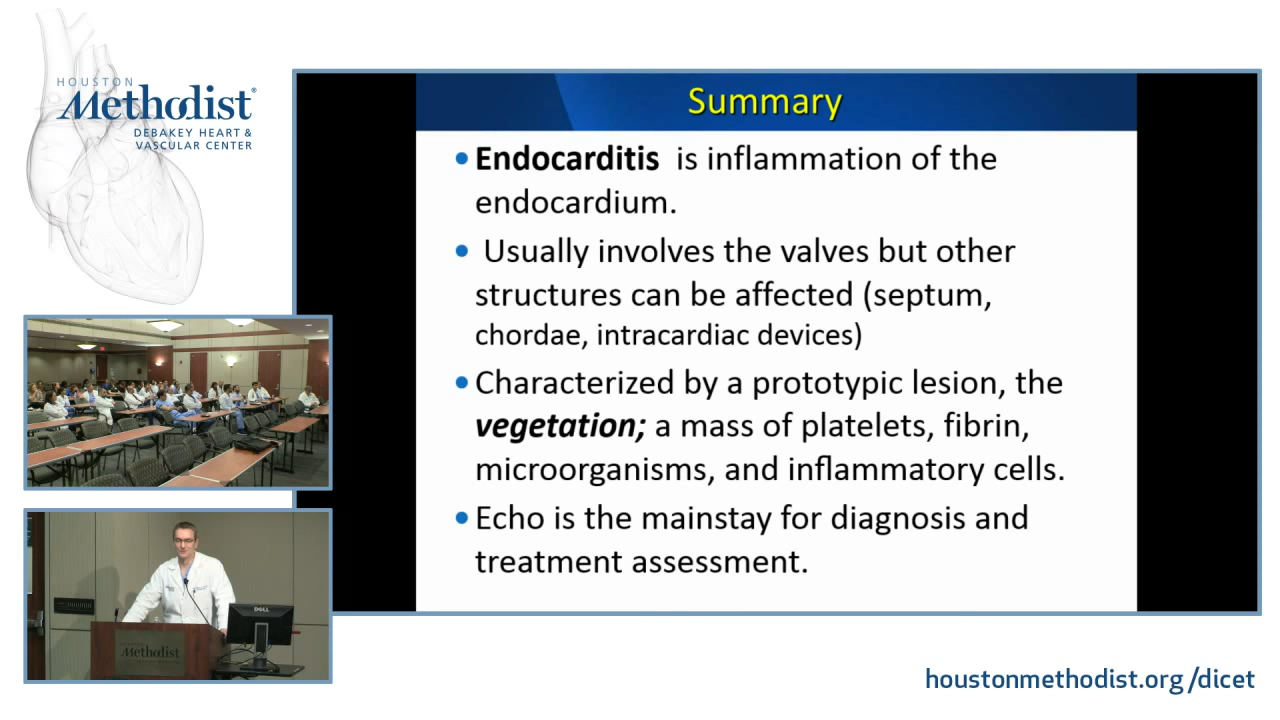 HOUSTON
Methodist®
DEBAKEY HEART &
VASCULAR CENTER
Summary
• Endocarditis is inflammation of the
endocardium.
• Usually involves the valves but other
structures can be affected (septum,
chordae, intracardiac devices)
• Characterized by a prototypic lesion, the
vegetation; a mass of platelets, fibrin,
microorganisms, and inflammatory cells.
• Echo is the mainstay for diagnosis and
treatment assessment.
DELL
Methodist
houstonmethodist.org/dicet